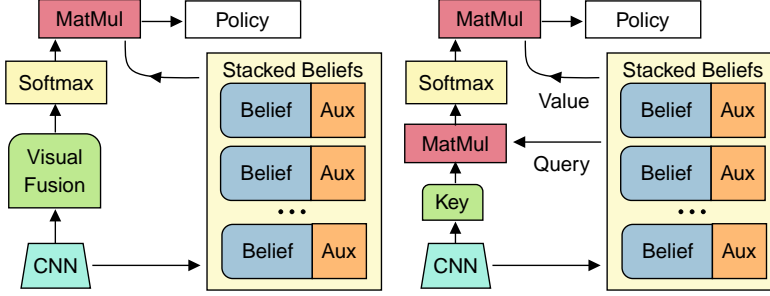 MatMul
Policy
Softmax
Stacked Beliefs
Belief Aux
Visual
Fusion
Belief Aux
...
CNN
Belief Aux
MatMul
Policy
Softmax
Stacked Beliefs
Value
Belief Aux
MatMul
Query
Belief Aux
Key
...
CNN
Belief Aux